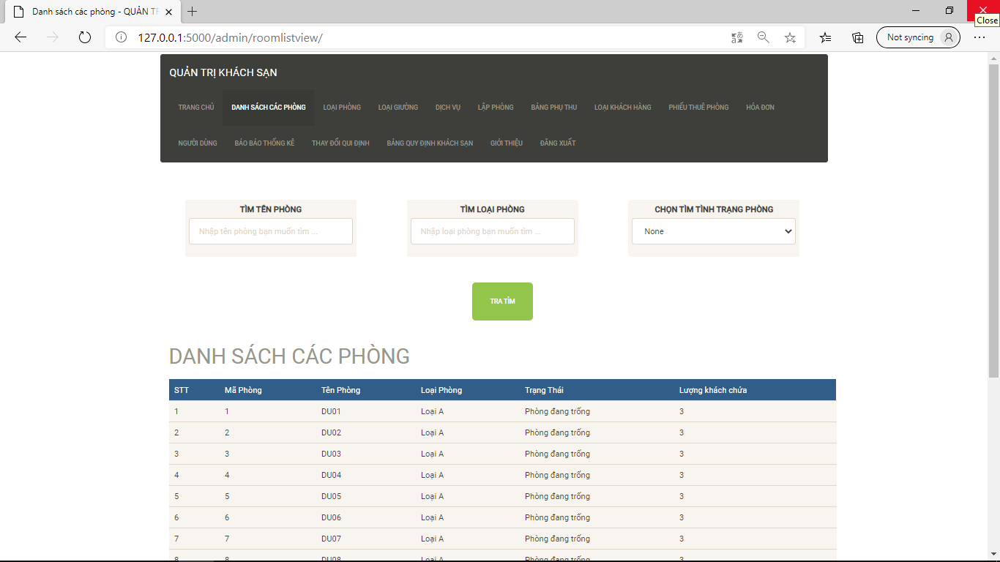 Danh sách các phòng - QUẢN TR
Close
127.0.0.1:5000/admin/roomlistview/
Not syncing
QUẢN TRỊ KHÁCH SẠN
TRANG CHỦ DANH SÁCH CÁC PHÒNG LOẠI PHÒNG LOẠI GIƯỜNG DỊCH VỤ LẬP PHÒNG BẢNG PHỤ THU LOẠI KHÁCH HÀNG PHIẾU THUÊ PHÒNG HÓA ĐƠN
NGƯỜI DÙNG BÁO BÁO THỐNG KÊ THAY ĐỔI QUI ĐỊNH BẢNG QUY ĐỊNH KHÁCH SẠN GIỚI THIỆU ĐĂNG XUẤT
TÌM TÊN PHÒNG TÌM LOẠI PHÒNG CHỌN TÌM TÌNH TRẠNG PHÒNG
Nhập tên phòng bạn muốn tìm ... Nhập loại phòng bạn muốn tìm ... None
TRA TÌM
DANH SÁCH CÁC PHÒNG
STT Mã Phòng Tên Phòng Loại Phòng Trạng Thái Lượng khách chứa
1 1 DU01 Loại A Phòng đang trống 3
2 2 DU02 Loại A Phòng đang trống 3
3 3 DU03 Loại A Phòng đang trống 3
4 4 DU04 Loại A Phòng đang trống 3
5 5 DU05 Loại A Phòng đang trống 3
6 6 DU06 Loại A Phòng đang trống 3
7 7 DU07 Loại A Phòng đang trống 3
8 8 DU08 Loại A Phòng đang trống 3